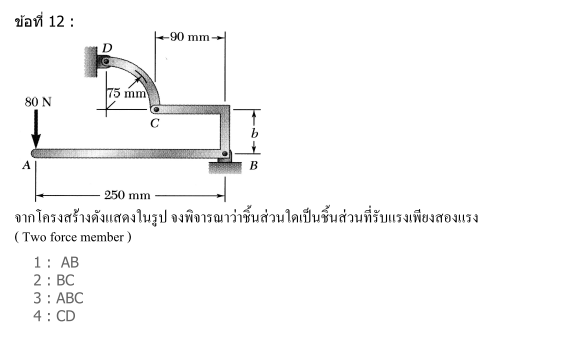 ข้อที่ 12 :
90 mm
D
75 mm
80 N
C
b
A
B
250 mm
จากโครงสร้างดังแสดงในรูป จงพิจารณาว่าชิ้นส่วนใดเป็นชิ้นส่วนที่รับแรงเพียงสองแรง
( Two force member )
1 : AB
2 : BC
3 : ABC
4 : CD